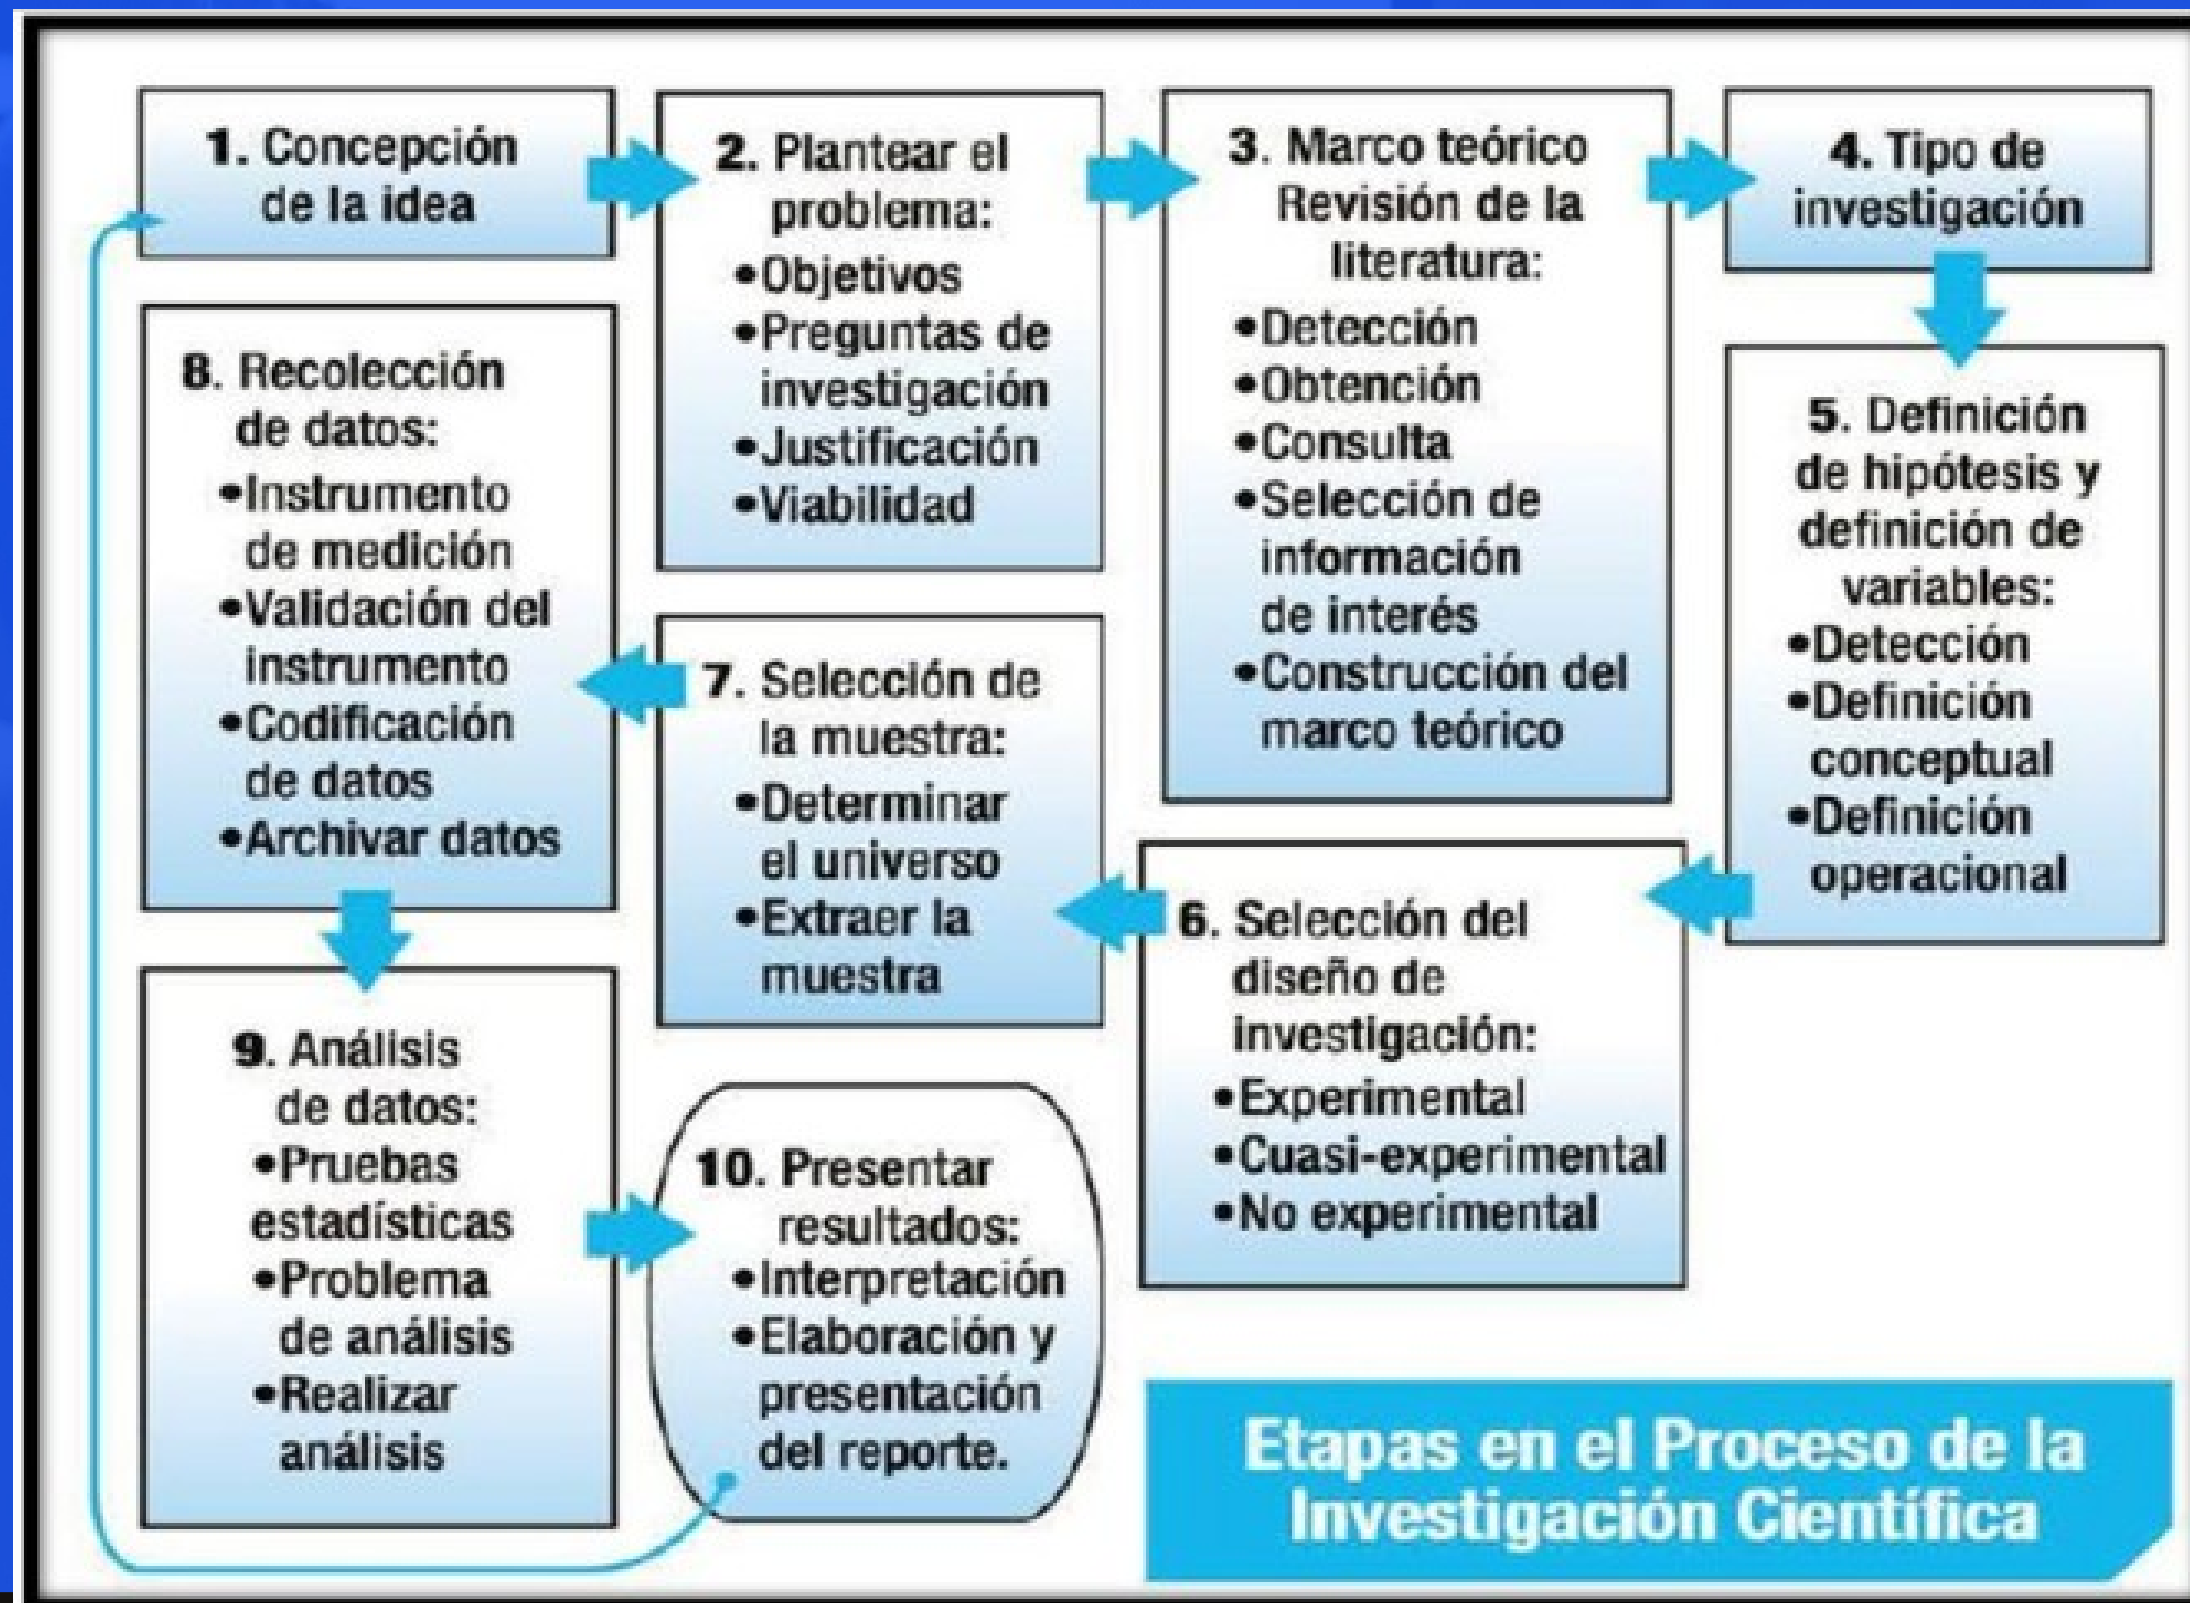 1. Concepción
de la idea
2. Plantear el
problema:
•Objetivos
•Preguntas de
investigación
•Justificación
•Viabilidad
3. Marco teórico
Revisión de la
literatura:
•Detección
•Obtención
•Consulta
•Selección de
información
de interés
•Construcción del
marco teórico
4. Tipo de
investigación
5. Definición
de hipótesis y
definición de
variables:
•Detección
•Definición
conceptual
•Definición
operacional
6. Selección del
diseño de
investigación:
•Experimental
•Cuasi-experimental
•No experimental
7. Selección de
la muestra:
•Determinar
el universo
•Extraer la
muestra
8. Recolección
de datos:
•Instrumento
de medición
•Validación del
instrumento
•Codificación
de datos
•Archivar datos
9. Análisis
de datos:
•Pruebas
estadísticas
•Problema
de análisis
•Realizar
análisis
10. Presentar
resultados:
•Interpretación
•Elaboración y
presentación
del reporte.
Etapas en el Proceso de la
Investigación Científica